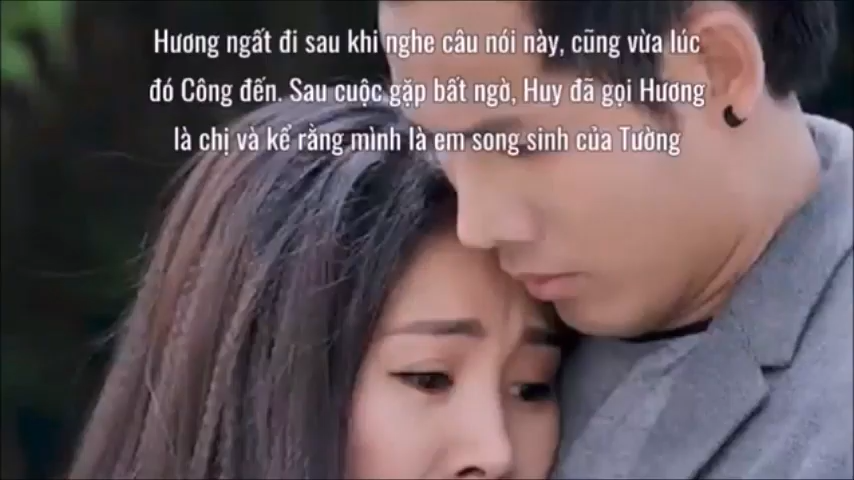 Hương ngất đi sau khi nghe câu nói này, cũng vừa lúc
đó Công đến. Sau cuộc gặp bất ngờ, Huy đã gọi Hương
là chị và kể rằng mình là em song sinh của Tường